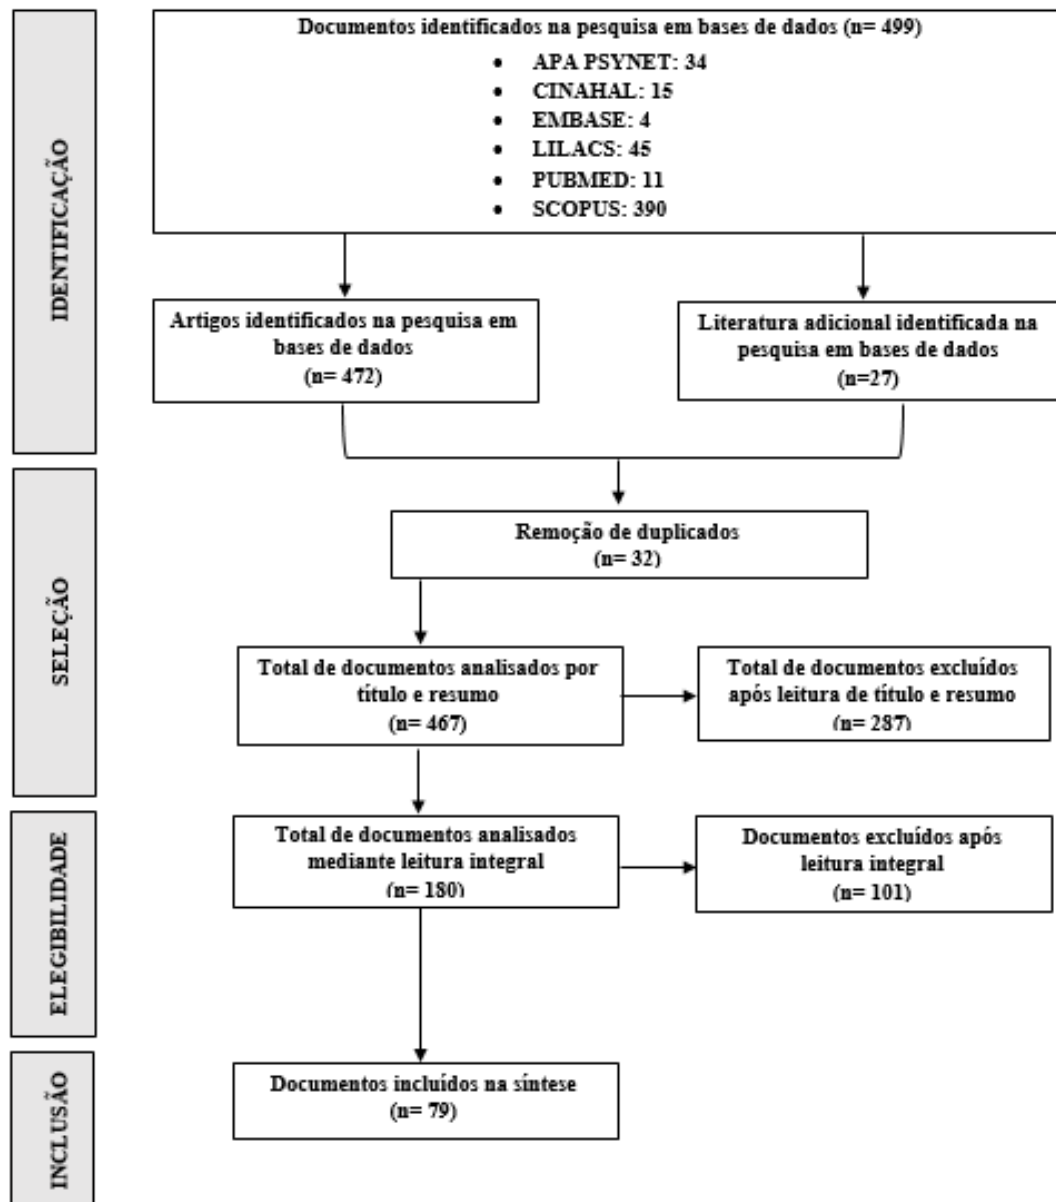 IDENTIFICAÇÃO
Documentos identificados na pesquisa em bases de dados (n= 499)
• APA PSYNET: 34
• CINAHAL: 15
• EMBASE: 4
• LILACS: 45
• PUBMED: 11
• SCOPUS: 390
Artigos identificados na pesquisa em
bases de dados
(n= 472)
Literatura adicional identificada na
pesquisa em bases de dados
(n=27)
SELEÇÃO
Remoção de duplicados
(n= 32)
Total de documentos analisados por
título e resumo
(n= 467)
Total de documentos excluídos
após leitura de título e resumo
(n= 287)
ELEGIBILIDADE
Total de documentos analisados
mediante leitura integral
(n= 180)
Documentos excluídos após
leitura integral
(n= 101)
INCLUSÃO
Documentos incluídos na síntese
(n= 79)